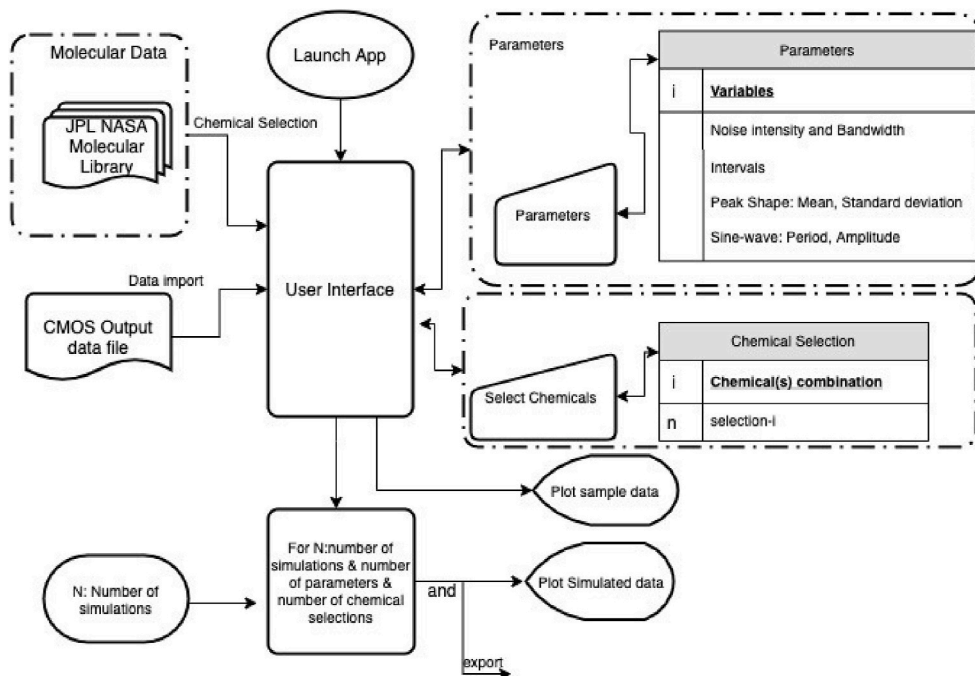 Molecular Data
JPL NASA
Molecular
Library
Chemical Selection
Launch App
Parameters
Parameters
i
Variables
Noise intensity and Bandwidth
Intervals
Peak Shape: Mean, Standard deviation
Sine-wave: Period, Amplitude
Parameters
Data import
CMOS Output
data file
User Interface
Chemical Selection
i
Chemical(s) combination
n
selection-i
Select Chemicals
Plot sample data
For N:number of
simulations & number
of parameters &
number of chemical
selections
N: Number of
simulations
and
Plot Simulated data
export